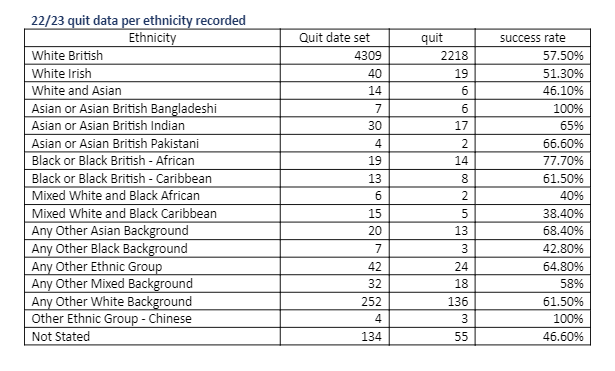 22/23 quit data per ethnicity recorded
Ethnicity Quit date set quit success rate
White British 4309 2218 57.50%
White Irish 40 19 51.30%
White and Asian 14 6 46.10%
Asian or Asian British Bangladeshi 7 6 100%
Asian or Asian British Indian 30 17 65%
Asian or Asian British Pakistani 4 2 66.60%
Black or Black British - African 19 14 77.70%
Black or Black British - Caribbean 13 8 61.50%
Mixed White and Black African 6 2 40%
Mixed White and Black Caribbean 15 5 38.40%
Any Other Asian Background 20 13 68.40%
Any Other Black Background 7 3 42.80%
Any Other Ethnic Group 42 24 64.80%
Any Other Mixed Background 32 18 58%
Any Other White Background 252 136 61.50%
Other Ethnic Group - Chinese 4 3 100%
Not Stated 134 55 46.60%